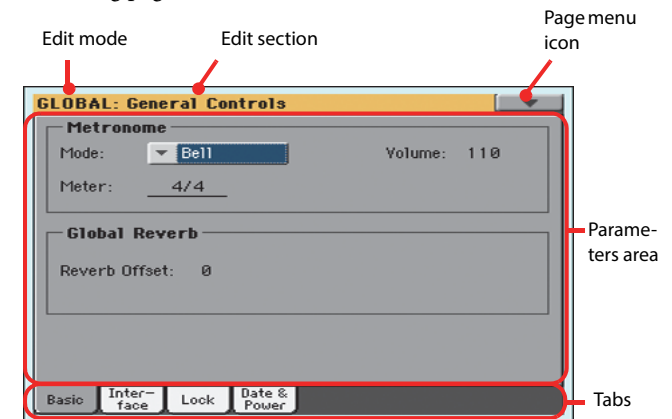 Page menu
icon
Edit mode
Edit section
GLOBAL: General Controls
Metronome
Mode: Bell Volume: 110
Meter: 4/4
Global Reverb
Reverb Offset: 0
Parame-
ters area
Basic Inter-
face Lock Date &
Power
Tabs